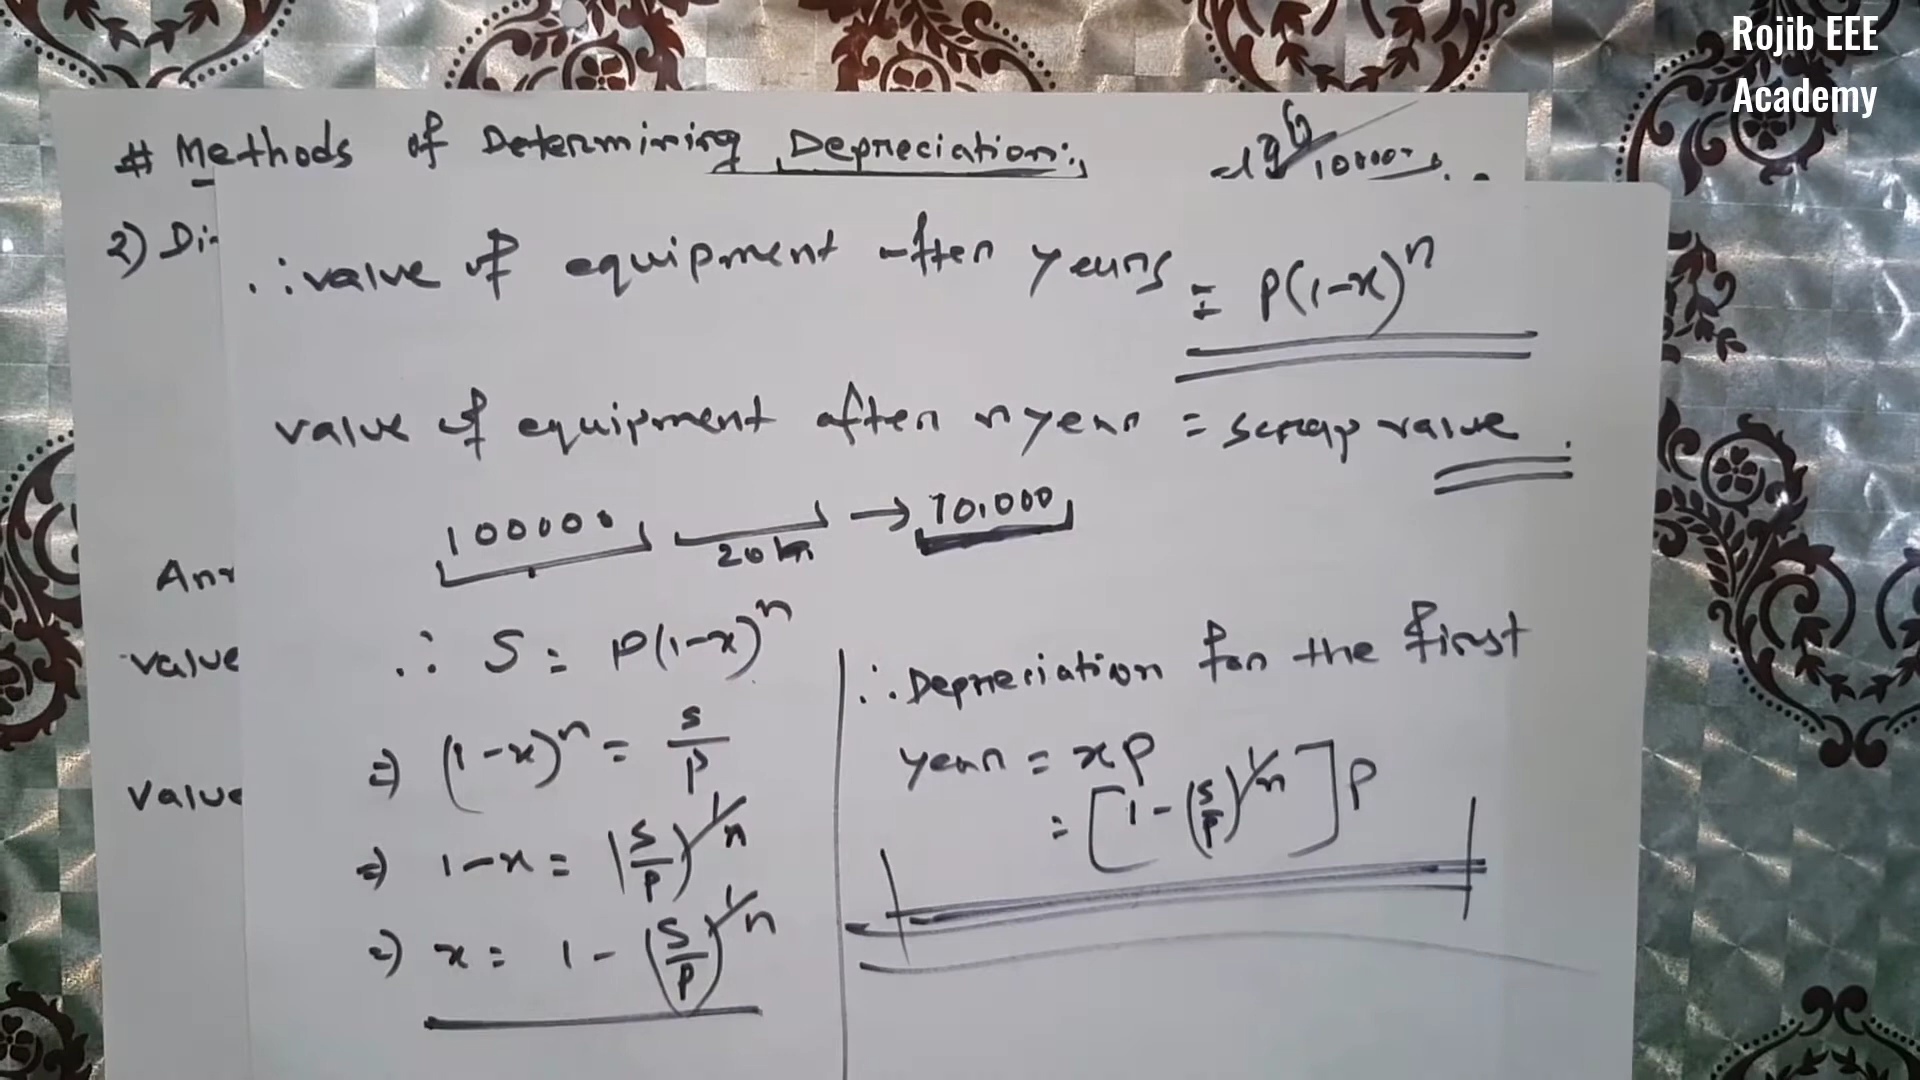 Rojib EEE
Academy
# Methods of Determining Depreciation:
10000
2) Di
∴ value of equipment after years = P(1-x)^n
value of equipment after n year = scrap value
100000 20 → 10,000
Ann
value
value
∴ S = P(1-x)^n
⇒ (1-x)^n = S/P
⇒ 1-x = (S/P)^1/n
⇒ x = 1 - (S/P)^1/n
∴ Depreciation for the first
year = xP
= [1 - (S/P)^1/n] P